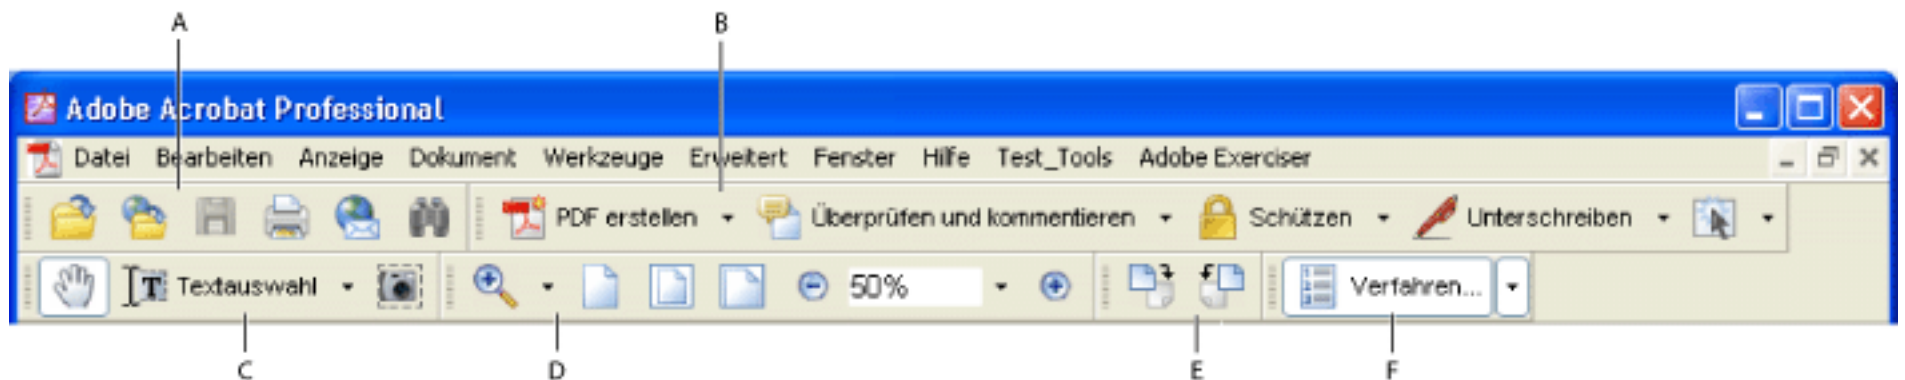 A B
Adobe Acrobat Professional
Datei Bearbeiten Anzeige Dokument Werkzeuge Erweitert Fenster Hilfe Test_Tools Adobe Exerciser
PDF erstellen Überprüfen und kommentieren Schützen Unterschreiben
T Textauswahl 50% Verfahren...
C D E F